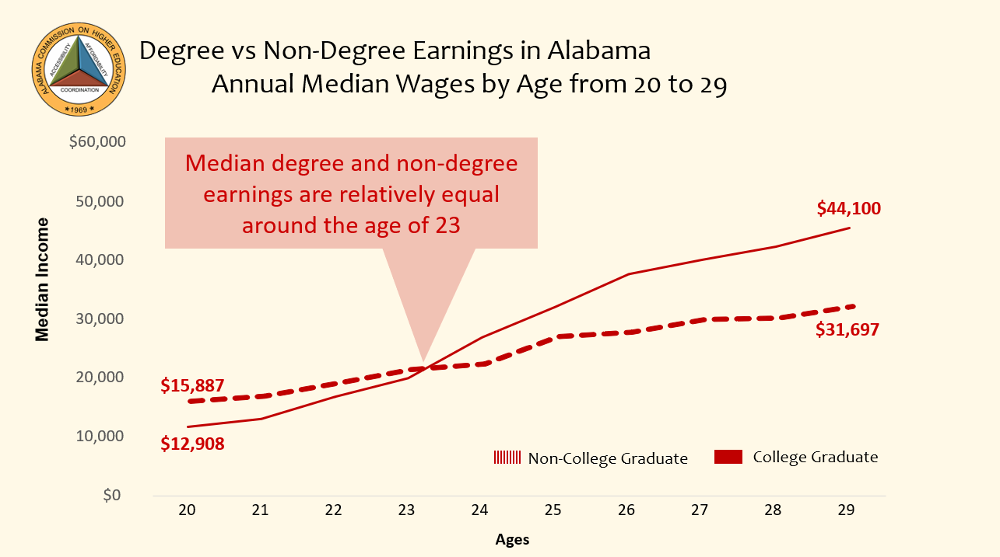 ALABAMA COMMISSION ON HIGHER EDUCATION
ACCESSIBILITY
AFFORDABILITY
COORDINATION
★ 1969 ★
Degree vs Non-Degree Earnings in Alabama
Annual Median Wages by Age from 20 to 29
Median degree and non-degree
earnings are relatively equal
around the age of 23
Median Income
$60,000
50,000
40,000
30,000
20,000
10,000
$0
$44,100
$31,697
$15,887
$12,908
Non-College Graduate
College Graduate
20 21 22 23 24 25 26 27 28 29
Ages